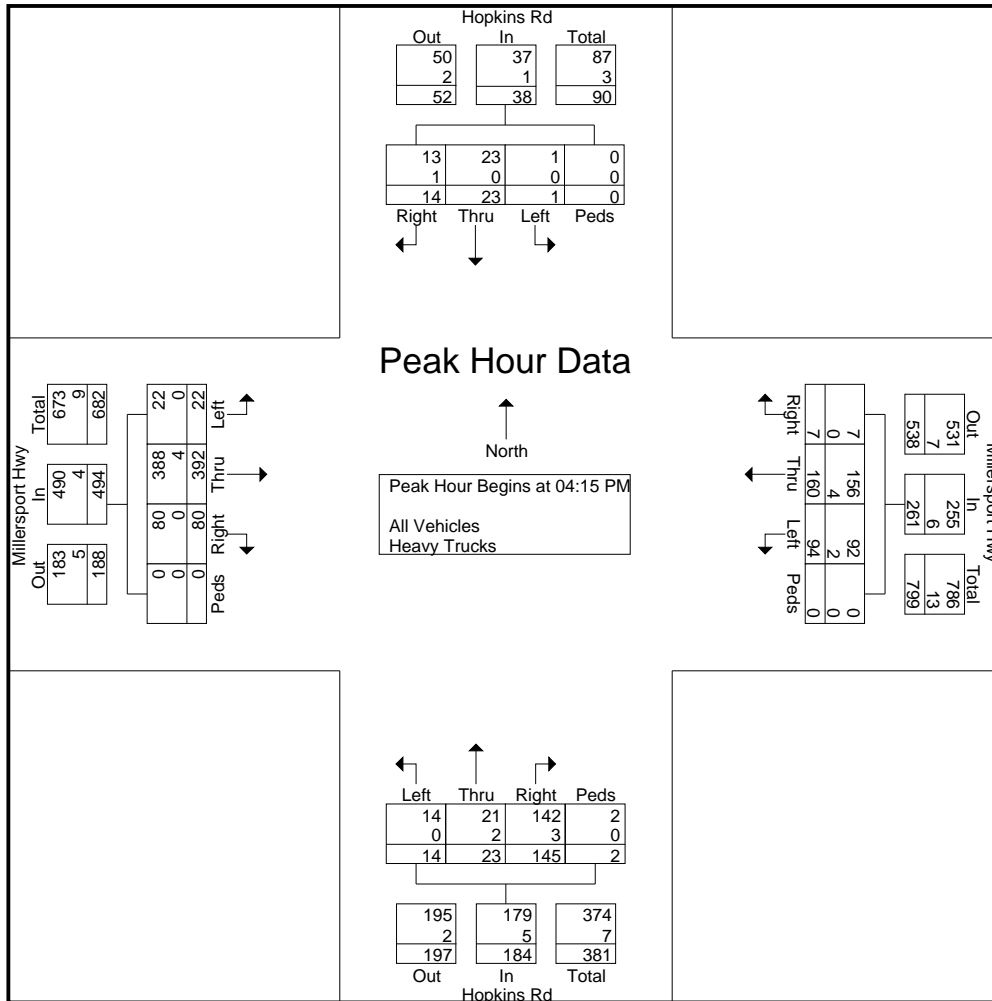 Hopkins Rd
Out In Total
50 37 87
2 1 3
52 38 90
13 23 1 0
1 0 0 0
14 23 1 0
Right Thru Left Peds
Peak Hour Data
North
Peak Hour Begins at 04:15 PM
All Vehicles
Heavy Trucks
Millersport Hwy
Out In Total
183 490 673
5 4 9
188 494 682
Peds Right Thru Left
0 80 388 22
0 0 4 0
0 80 392 22
Millersport Hwy
Out In Total
531 255 786
7 6 13
538 261 799
Right Thru Left Peds
7 156 92 0
0 4 2 0
7 160 94 0
Left Thru Right Peds
14 21 142 2
0 2 3 0
14 23 145 2
195 179 374
2 5 7
197 184 381
Out In Total
Hopkins Rd